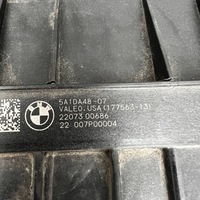 5A1DA48-07
VALEO.USA(177563-13)
22073 00686
22 007P00004